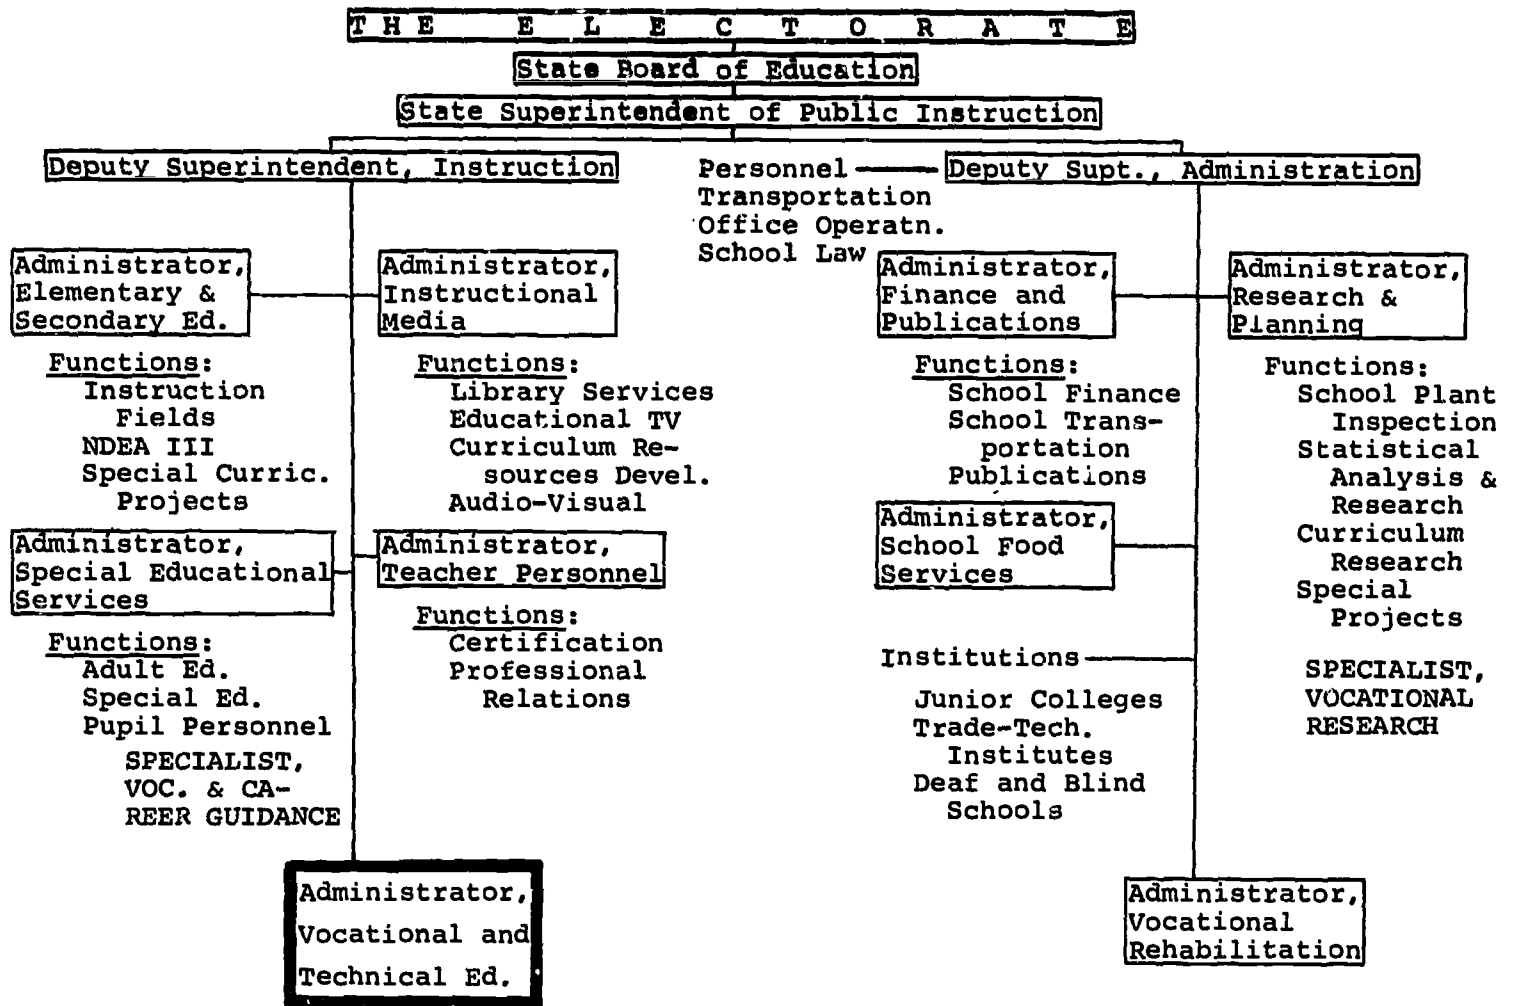 THE ELECTORATE
State Board of Education
State Superintendent of Public Instruction
Deputy Superintendent, Instruction
Personnel
Transportation
Office Operatn.
School Law
Deputy Supt., Administration
Administrator,
Elementary &
Secondary Ed.
Functions:
Instruction
Fields
NDEA III
Special Curric.
Projects
Administrator,
Instructional
Media
Functions:
Library Services
Educational TV
Curriculum Re-
sources Devel.
Audio-Visual
Administrator,
Special Educational
Services
Functions:
Adult Ed.
Special Ed.
Pupil Personnel
SPECIALIST,
VOC. & CA-
REER GUIDANCE
Administrator,
Teacher Personnel
Functions:
Certification
Professional
Relations
Administrator,
Vocational and
Technical Ed.
Administrator,
Finance and
Publications
Functions:
School Finance
School Trans-
portation
Publications
Administrator,
School Food
Services
Institutions
Junior Colleges
Trade-Tech.
Institutes
Deaf and Blind
Schools
Administrator,
Research &
Planning
Functions:
School Plant
Inspection
Statistical
Analysis &
Research
Curriculum
Research
Special
Projects
SPECIALIST,
VOCATIONAL
RESEARCH
Administrator,
Vocational
Rehabilitation